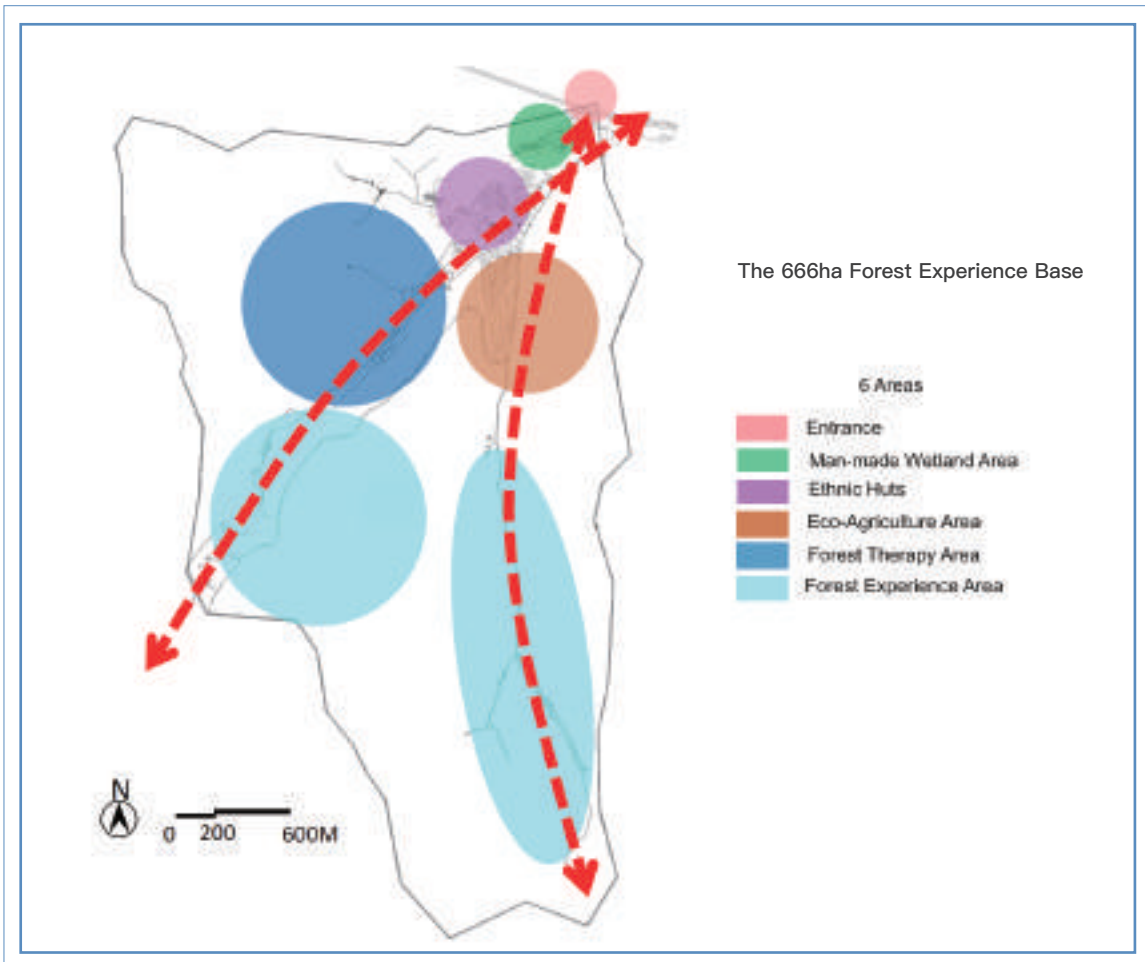 The 666ha Forest Experience Base
6 Areas
Entrance
Man-made Wetland Area
Ethnic Huts
Eco-Agriculture Area
Forest Therapy Area
Forest Experience Area
N
0 200 600M